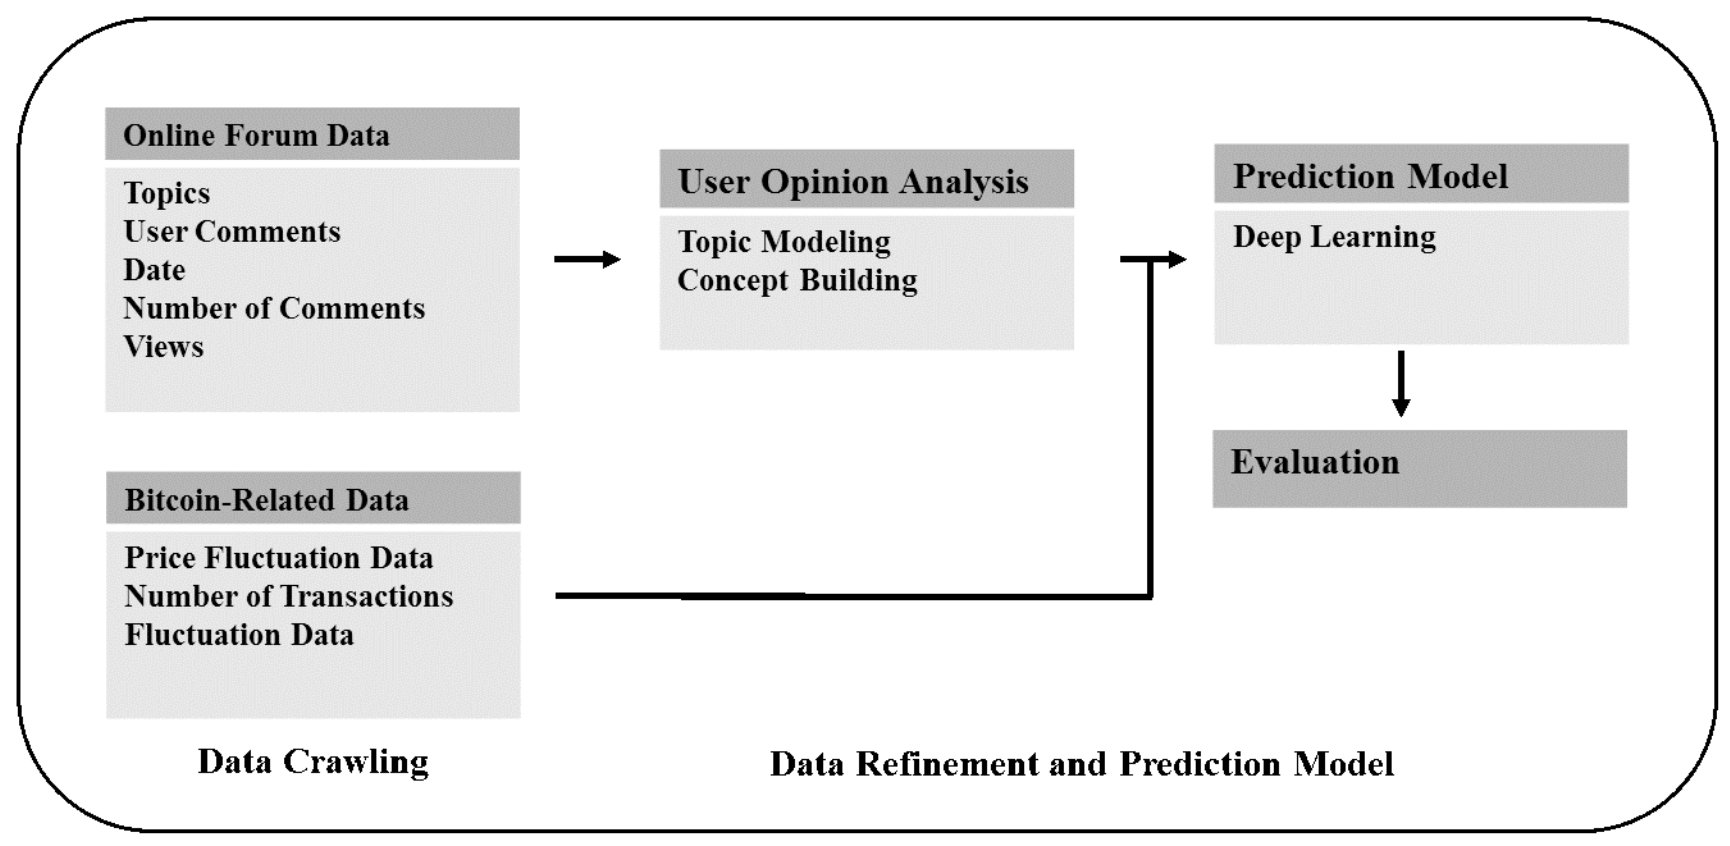 Online Forum Data
Topics
User Comments
Date
Number of Comments
Views
User Opinion Analysis
Topic Modeling
Concept Building
Prediction Model
Deep Learning
Evaluation
Bitcoin-Related Data
Price Fluctuation Data
Number of Transactions
Fluctuation Data
Data Crawling
Data Refinement and Prediction Model